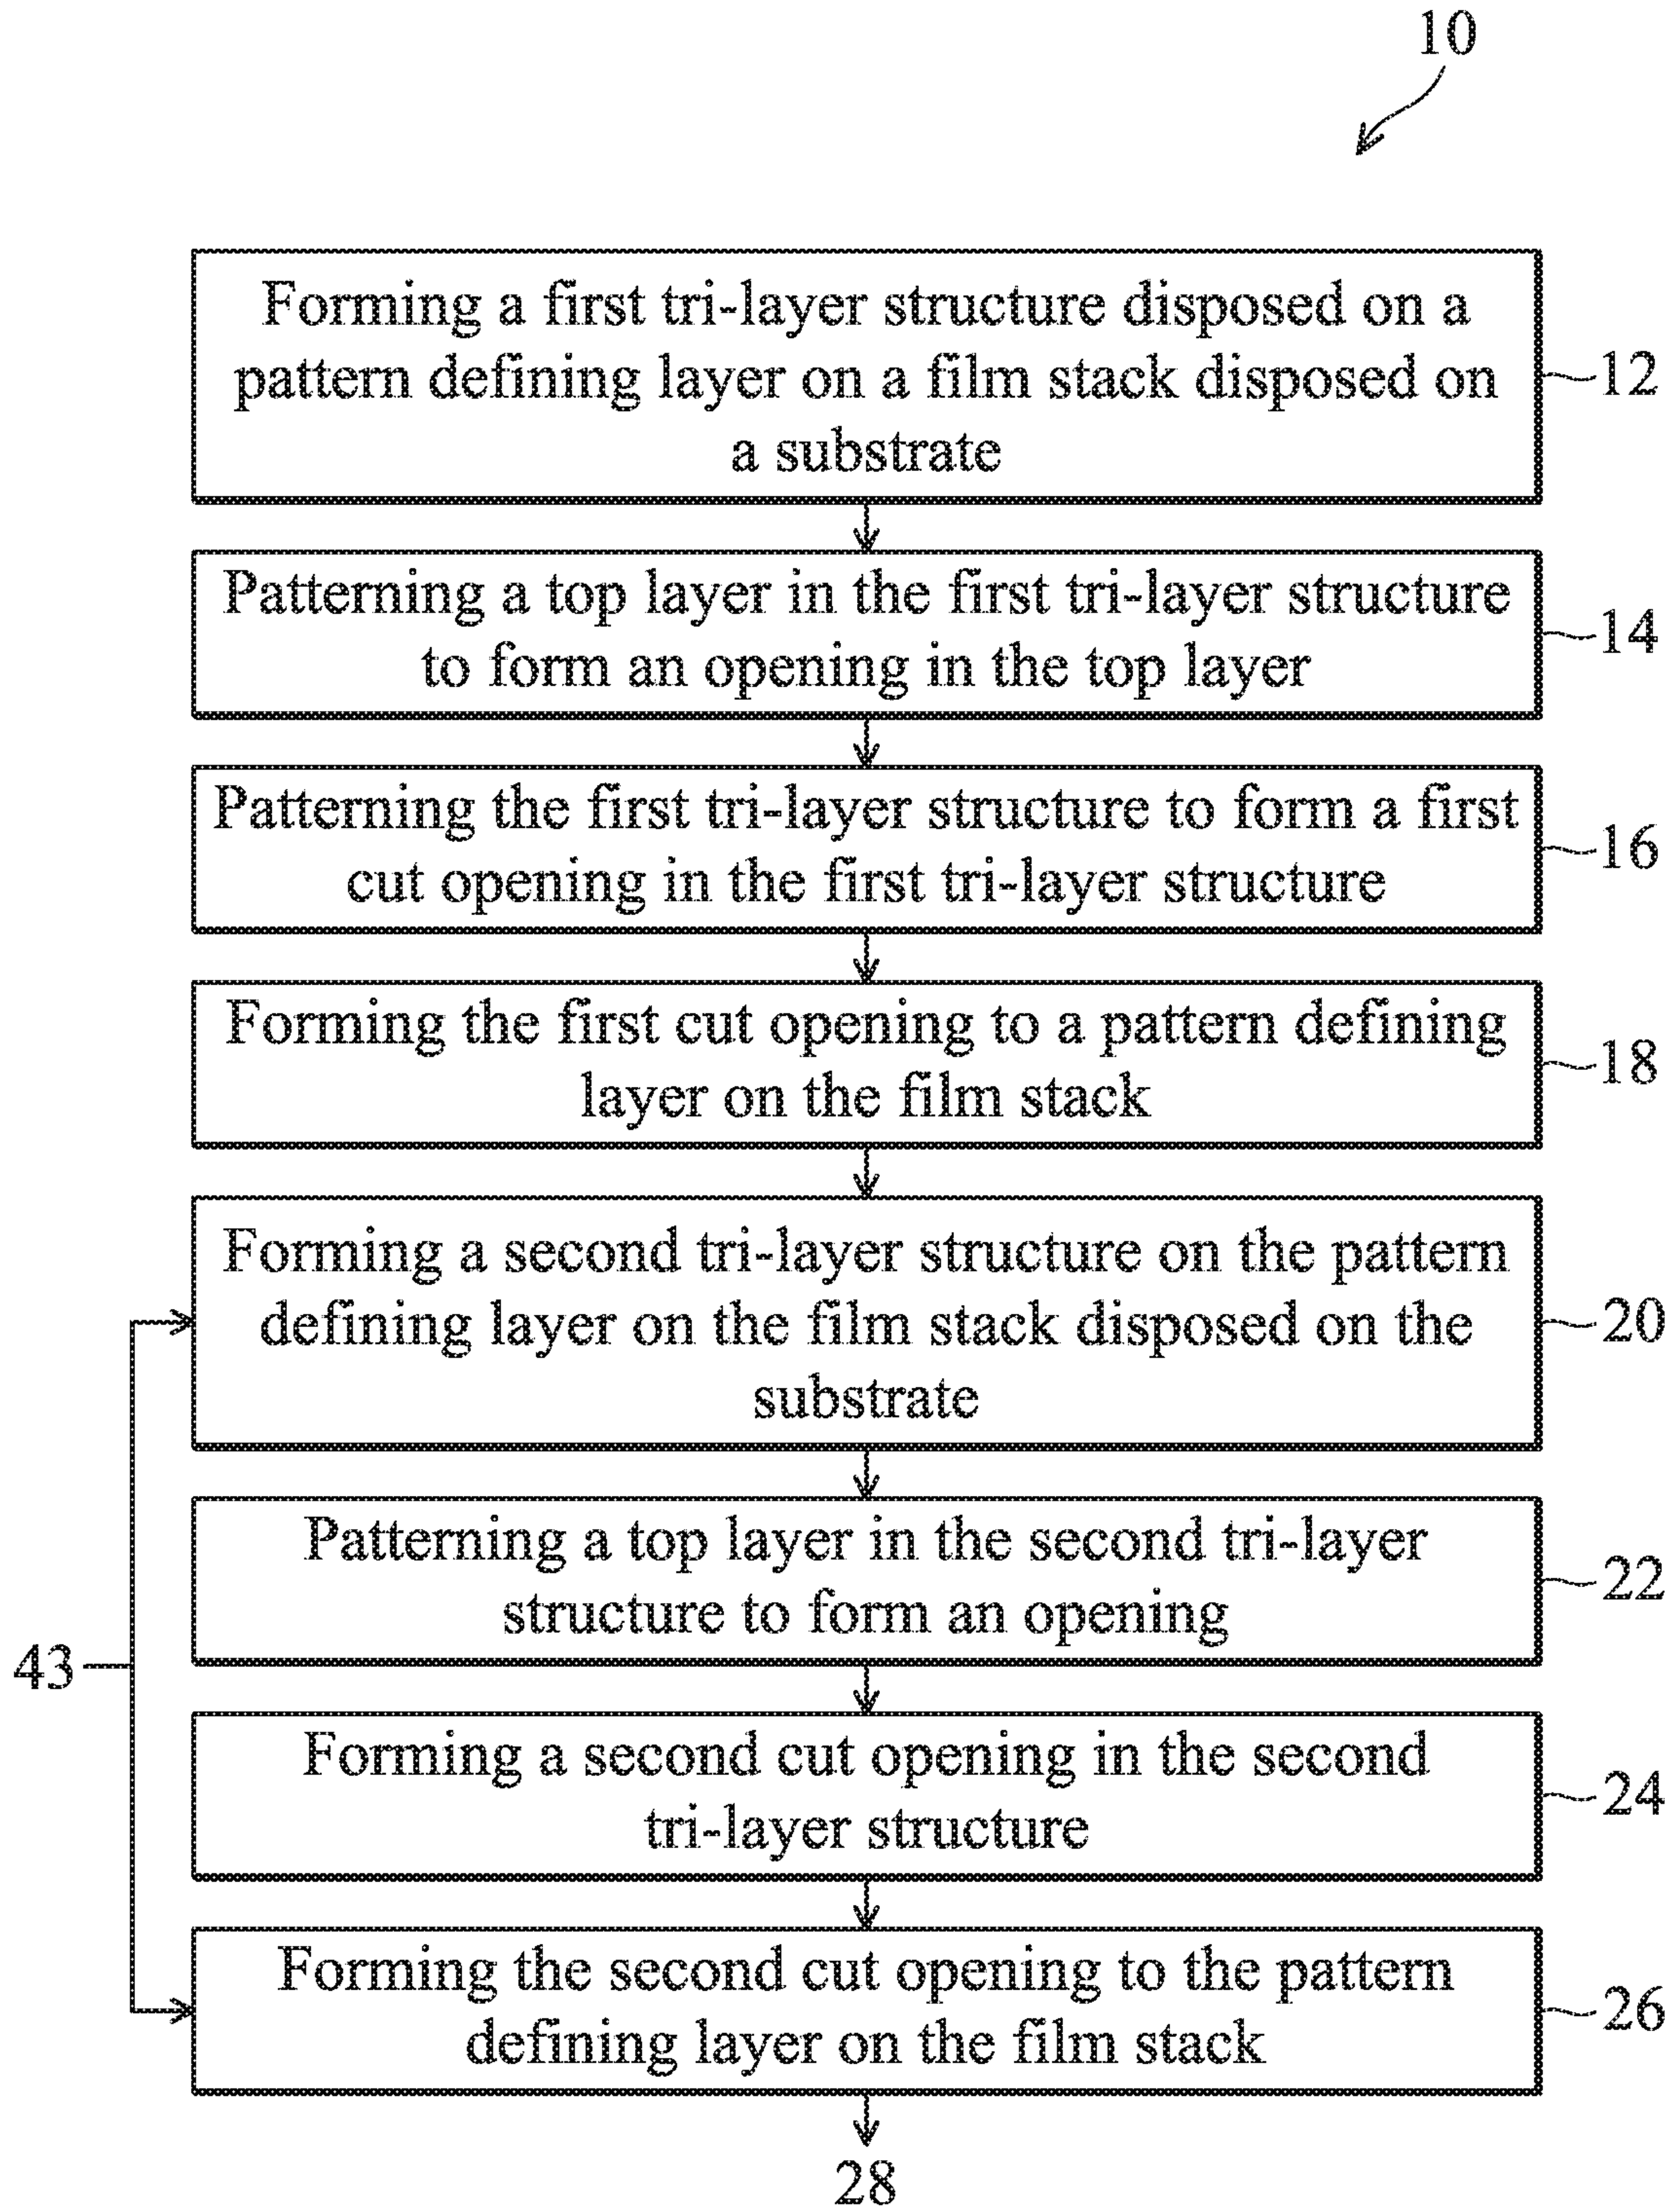 10
Forming a first tri-layer structure disposed on a
pattern defining layer on a film stack disposed on
a substrate
12
Patterning a top layer in the first tri-layer structure
to form an opening in the top layer
14
Patterning the first tri-layer structure to form a first
cut opening in the first tri-layer structure
16
Forming the first cut opening to a pattern defining
layer on the film stack
18
Forming a second tri-layer structure on the pattern
defining layer on the film stack disposed on the
substrate
20
Patterning a top layer in the second tri-layer
structure to form an opening
22
43
Forming a second cut opening in the second
tri-layer structure
24
Forming the second cut opening to the pattern
defining layer on the film stack
26
28